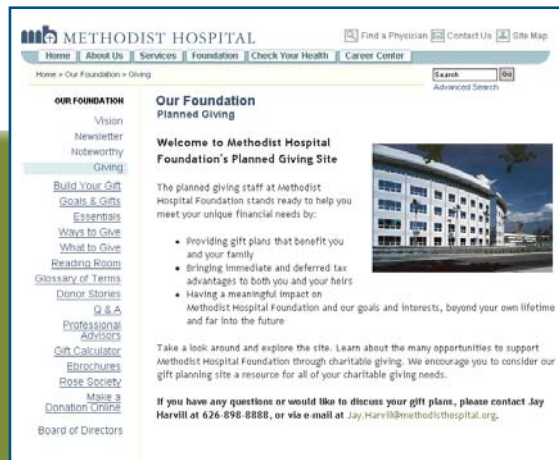 METHODIST HOSPITAL
Find a Physician Contact Us Site Map
Home About Us Services Foundation Check Your Health Career Center
Home > Our Foundation > Giving
Search Go
Advanced Search
OUR FOUNDATION
Vision
Newsletter
Noteworthy
Giving
Build Your Gift
Goals & Gifts
Essentials
Ways to Give
What to Give
Reading Room
Glossary of Terms
Donor Stories
Q & A
Professional
Advisors
Gift Calculator
Ebrochures
Rose Society
Make a
Donation Online
Board of Directors
Our Foundation
Planned Giving
Welcome to Methodist Hospital
Foundation's Planned Giving Site
The planned giving staff at Methodist
Hospital Foundation stands ready to help you
meet your unique financial needs by:
• Providing gift plans that benefit you
and your family
• Bringing immediate and deferred tax
advantages to both you and your heirs
• Having a meaningful impact on
Methodist Hospital Foundation and our goals and interests, beyond your own lifetime
and far into the future
Take a look around and explore the site. Learn about the many opportunities to support
Methodist Hospital Foundation through charitable giving. We encourage you to consider our
gift planning site a resource for all of your charitable giving needs.
If you have any questions or would like to discuss your gift plans, please contact Jay
Harvill at 626-898-8888, or via e-mail at Jay.Harvill@methodisthospital.org.